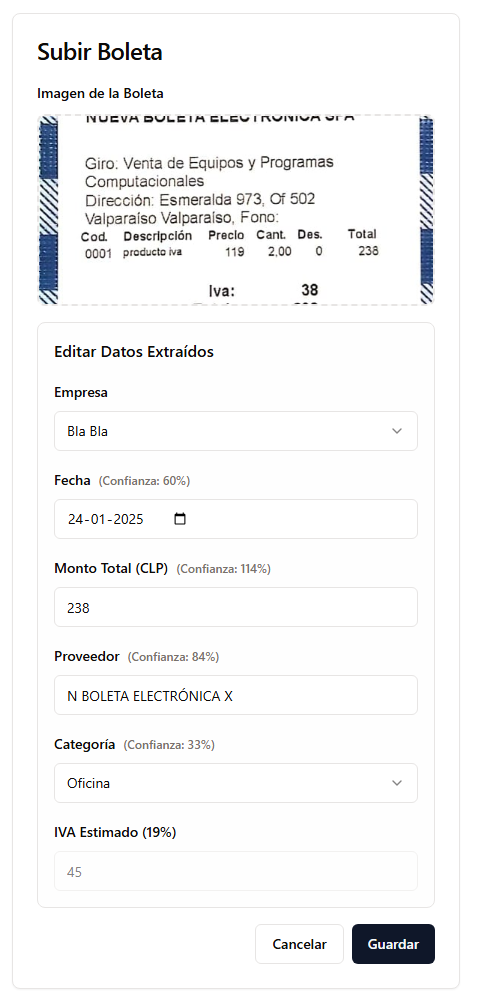 Subir Boleta
Imagen de la Boleta
NUEVA BOLETA ELECTRONICA SPA
Giro: Venta de Equipos y Programas
Computacionales
Dirección: Esmeralda 973, Of 502
Valparaíso Valparaíso, Fono:
Cod. Descripción Precio Cant. Des. Total
0001 producto iva 119 2,00 0 238
Iva: 38
Editar Datos Extraídos
Empresa
Bla Bla
Fecha (Confianza: 60%)
24-01-2025
Monto Total (CLP) (Confianza: 114%)
238
Proveedor (Confianza: 84%)
N BOLETA ELECTRÓNICA X
Categoría (Confianza: 33%)
Oficina
IVA Estimado (19%)
45
Cancelar Guardar